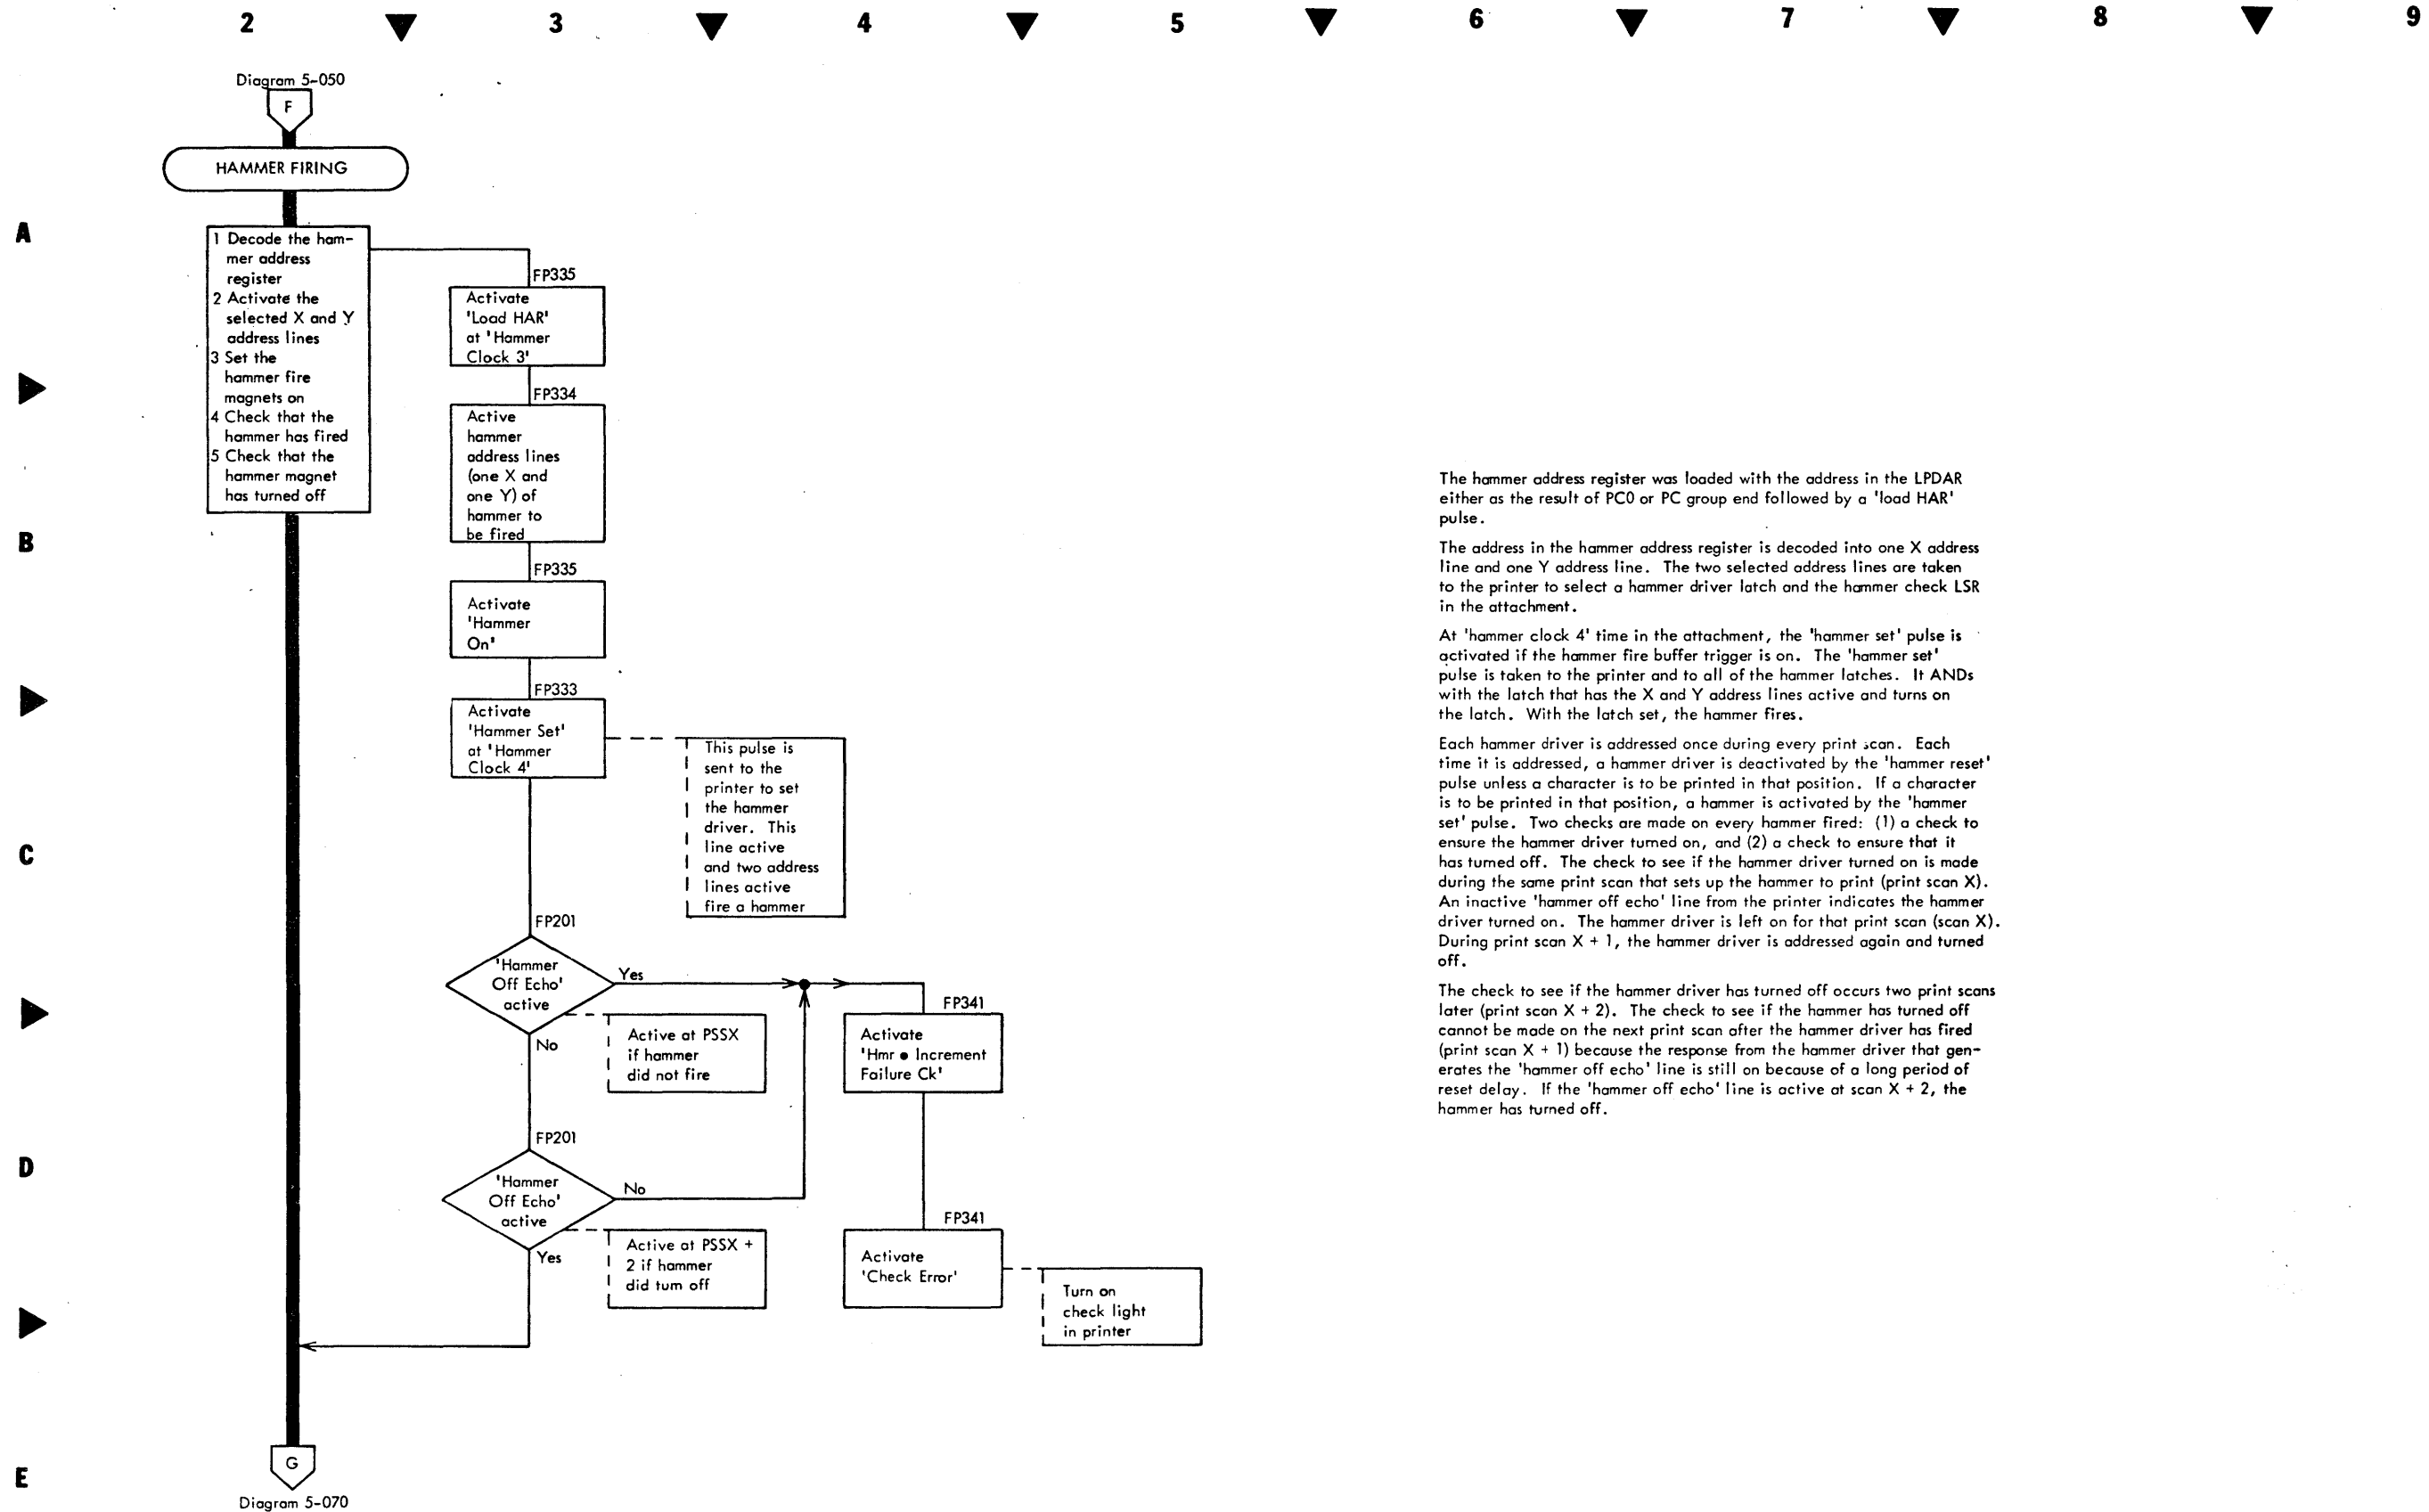 2 3 4 5 6 7 8 9
Diagram 5-050
F
HAMMER FIRING
A
1 Decode the ham-
mer address
register
2 Activate the
selected X and Y
address lines
3 Set the
hammer fire
magnets on
4 Check that the
hammer has fired
5 Check that the
hammer magnet
has turned off
FP335
Activate
'Load HAR'
at 'Hammer
Clock 3'
FP334
Active
hammer
address lines
(one X and
one Y) of
hammer to
be fired
B
FP335
Activate
'Hammer
On'
FP333
Activate
'Hammer Set'
at 'Hammer
Clock 4'
This pulse is
sent to the
printer to set
the hammer
driver. This
line active
and two address
lines active
fire a hammer
C
FP201
'Hammer
Off Echo'
active
Yes
No
Active at PSSX
if hammer
did not fire
FP341
Activate
'Hmr ● Increment
Failure Ck'
D
FP201
'Hammer
Off Echo'
active
No
Yes
Active at PSSX +
2 if hammer
did turn off
FP341
Activate
'Check Error'
Turn on
check light
in printer
E
G
Diagram 5-070
The hammer address register was loaded with the address in the LPDAR
either as the result of PC0 or PC group end followed by a 'load HAR'
pulse.
The address in the hammer address register is decoded into one X address
line and one Y address line. The two selected address lines are taken
to the printer to select a hammer driver latch and the hammer check LSR
in the attachment.
At 'hammer clock 4' time in the attachment, the 'hammer set' pulse is
activated if the hammer fire buffer trigger is on. The 'hammer set'
pulse is taken to the printer and to all of the hammer latches. It ANDs
with the latch that has the X and Y address lines active and turns on
the latch. With the latch set, the hammer fires.
Each hammer driver is addressed once during every print scan. Each
time it is addressed, a hammer driver is deactivated by the 'hammer reset'
pulse unless a character is to be printed in that position. If a character
is to be printed in that position, a hammer is activated by the 'hammer
set' pulse. Two checks are made on every hammer fired: (1) a check to
ensure the hammer driver turned on, and (2) a check to ensure that it
has turned off. The check to see if the hammer driver turned on is made
during the same print scan that sets up the hammer to print (print scan X).
An inactive 'hammer off echo' line from the printer indicates the hammer
driver turned on. The hammer driver is left on for that print scan (scan X).
During print scan X + 1, the hammer driver is addressed again and turned
off.
The check to see if the hammer driver has turned off occurs two print scans
later (print scan X + 2). The check to see if the hammer has turned off
cannot be made on the next print scan after the hammer driver has fired
(print scan X + 1) because the response from the hammer driver that gen-
erates the 'hammer off echo' line is still on because of a long period of
reset delay. If the 'hammer off echo' line is active at scan X + 2, the
hammer has turned off.